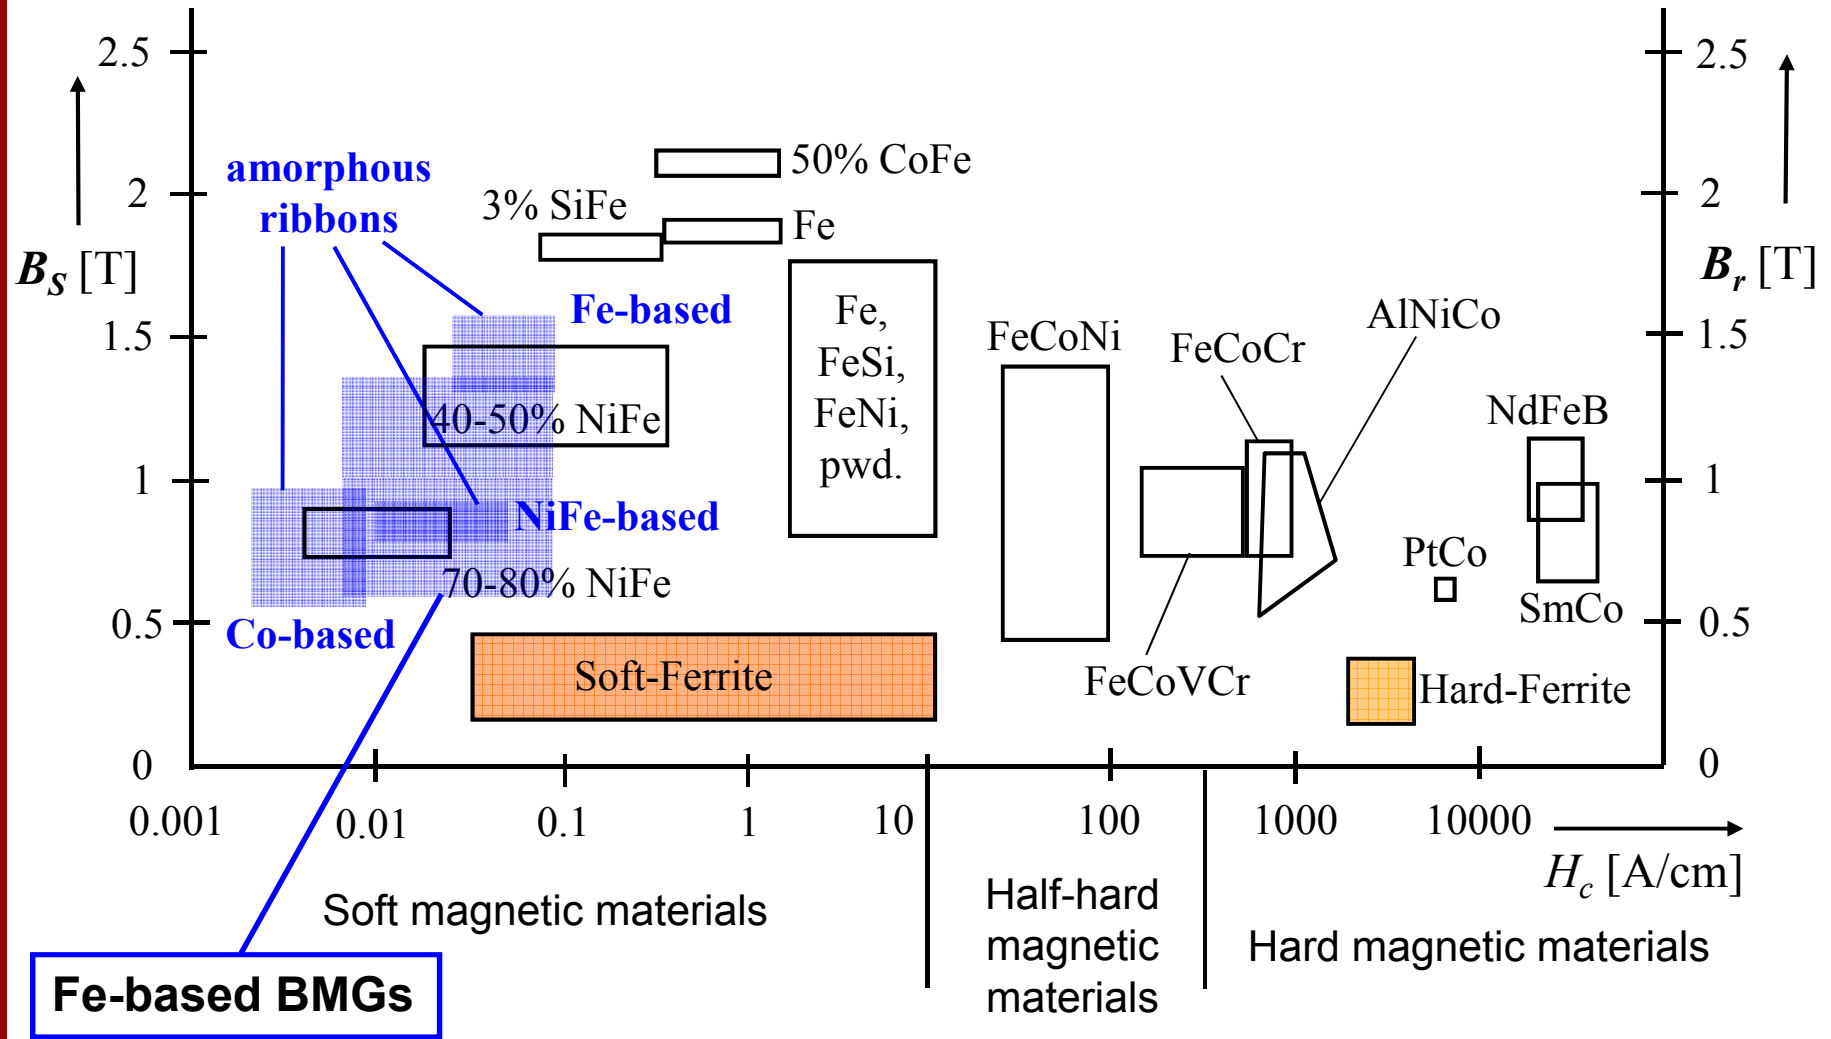 2.5
2.5
amorphous
ribbons
50% CoFe
2
3% SiFe
2
Fe
B_S [T]
B_r [T]
Fe-based
Fe,
FeSi,
FeNi,
pwd.
AlNiCo
1.5
FeCoNi
FeCoCr
1.5
40-50% NiFe
NdFeB
1
1
NiFe-based
PtCo
70-80% NiFe
SmCo
0.5
Co-based
0.5
Soft-Ferrite
FeCoVCr
Hard-Ferrite
0
0
0.001
0.01
0.1
1
10
100
1000
10000
H_c [A/cm]
Soft magnetic materials
Half-hard
magnetic
materials
Hard magnetic materials
Fe-based BMGs